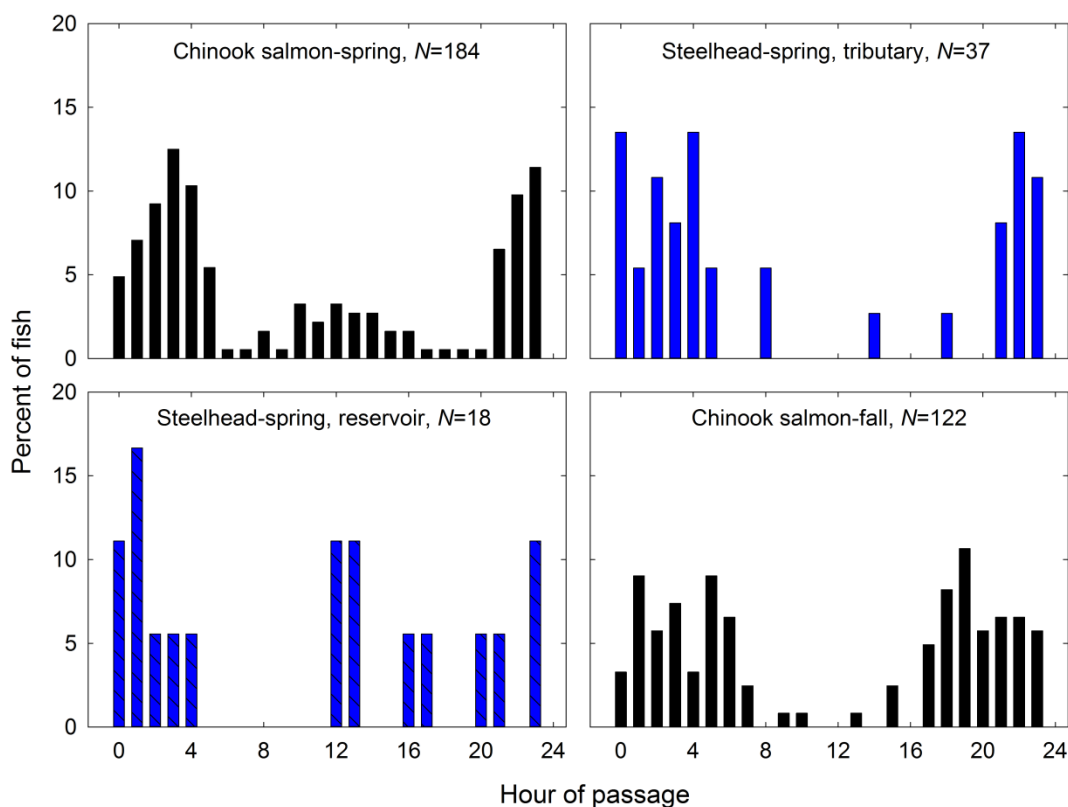 20
15
10
5
0
Chinook salmon-spring, N=184
Steelhead-spring, tributary, N=37
20
15
10
5
0
Steelhead-spring, reservoir, N=18
Chinook salmon-fall, N=122
Percent of fish
0 4 8 12 16 20 24
0 4 8 12 16 20 24
Hour of passage